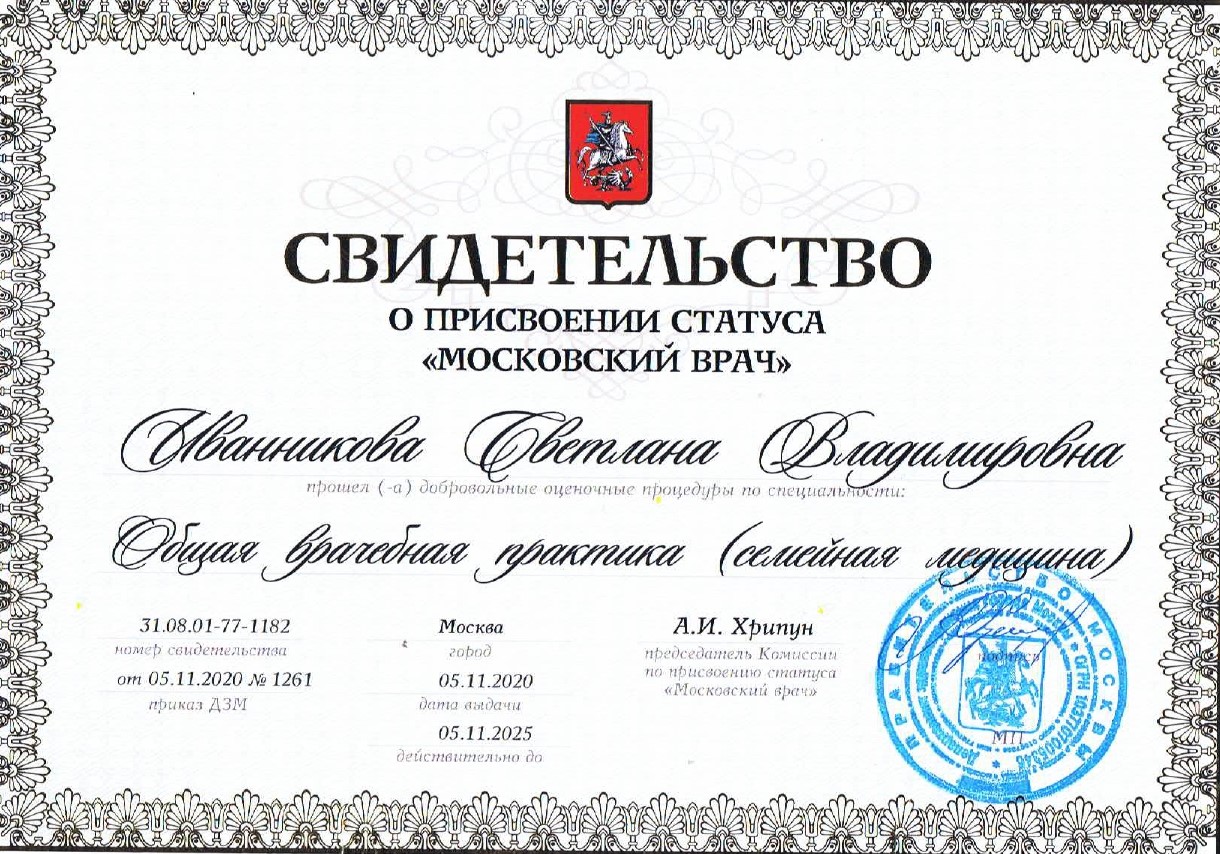 СВИДЕТЕЛЬСТВО
О ПРИСВОЕНИИ СТАТУСА
«МОСКОВСКИЙ ВРАЧ»
Иванникова Светлана Владимировна
прошел (-а) добровольные оценочные процедуры по специальности:
Общая врачебная практика (семейная медицина)
31.08.01-77-1182
номер свидетельства
от 05.11.2020 № 1261
приказ ДЗМ
Москва
город
05.11.2020
дата выдачи
05.11.2025
действительно до
А.И. Хрипун
председатель Комиссии
по присвоению статуса
«Московский врач»
подпись
МП
ПРАВИТЕЛЬСТВО МОСКВЫ